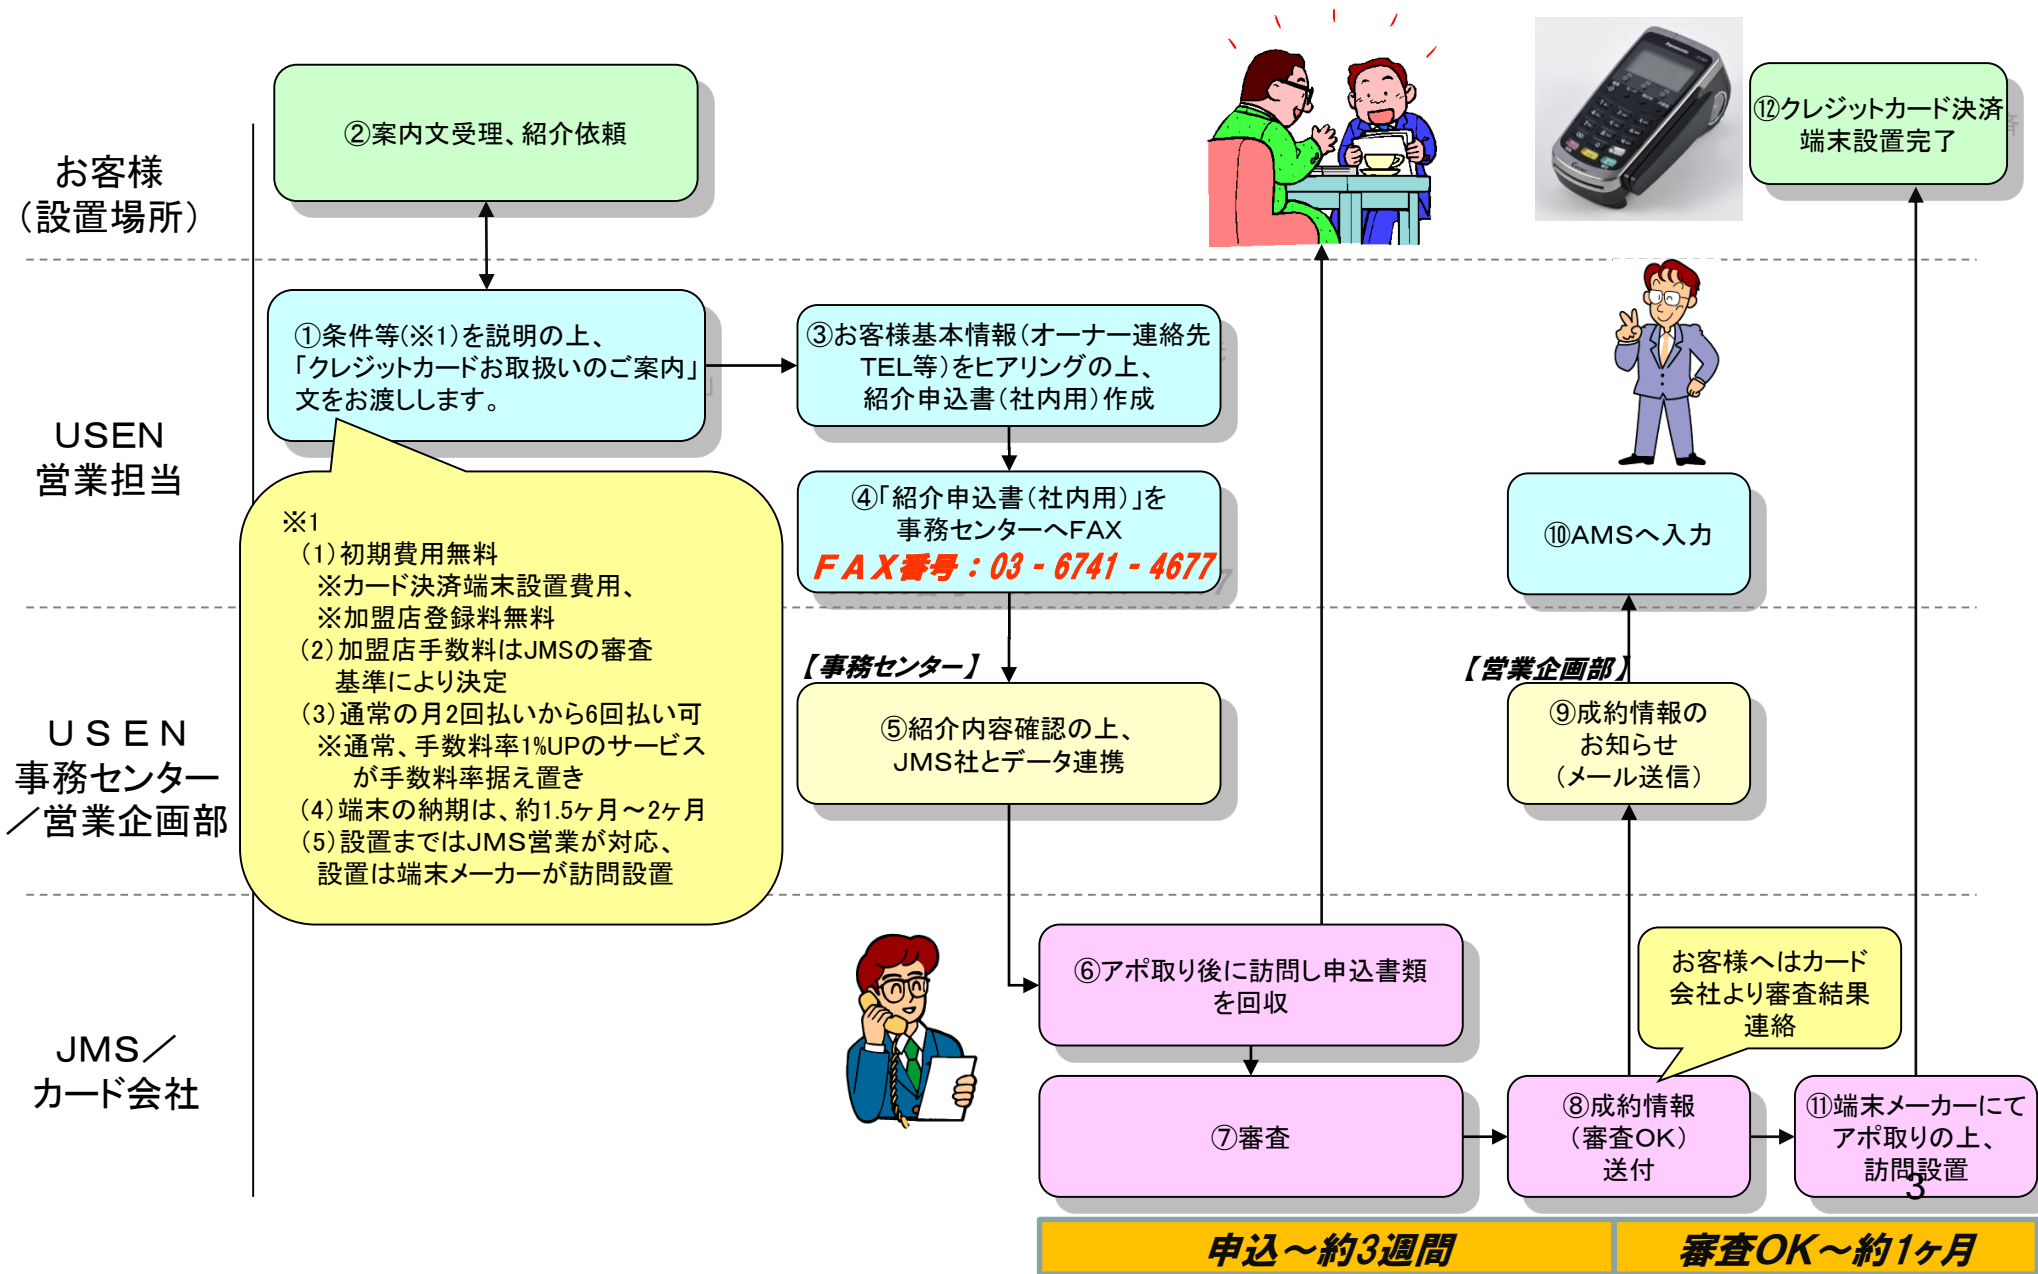 お客様
（設置場所）
②案内文受理、紹介依頼
⑫クレジットカード決済
端末設置完了
USEN
営業担当
①条件等(※1)を説明の上、
「クレジットカードお取扱いのご案内」
文をお渡しします。
③お客様基本情報（オーナー連絡先
TEL等）をヒアリングの上、
紹介申込書（社内用）作成
④「紹介申込書（社内用）」を
事務センターへFAX
ＦＡＸ番号：03‐6741‐4677
⑩AMSへ入力
※1
(1)初期費用無料
※カード決済端末設置費用、
※加盟店登録料無料
(2)加盟店手数料はJMSの審査
基準により決定
(3)通常の月2回払いから6回払い可
※通常、手数料率1%UPのサービス
が手数料率据え置き
(4)端末の納期は、約1.5ヶ月～2ヶ月
(5)設置まではJMS営業が対応、
設置は端末メーカーが訪問設置
ＵＳＥＮ
事務センター
／営業企画部
【事務センター】
⑤紹介内容確認の上、
JMS社とデータ連携
【営業企画部】
⑨成約情報の
お知らせ
（メール送信）
JMS／
カード会社
⑥アポ取り後に訪問し申込書類
を回収
⑦審査
お客様へはカード
会社より審査結果
連絡
⑧成約情報
（審査OK）
送付
⑪端末メーカーにて
アポ取りの上、
訪問設置
3
申込～約3週間
審査OK～約1ヶ月